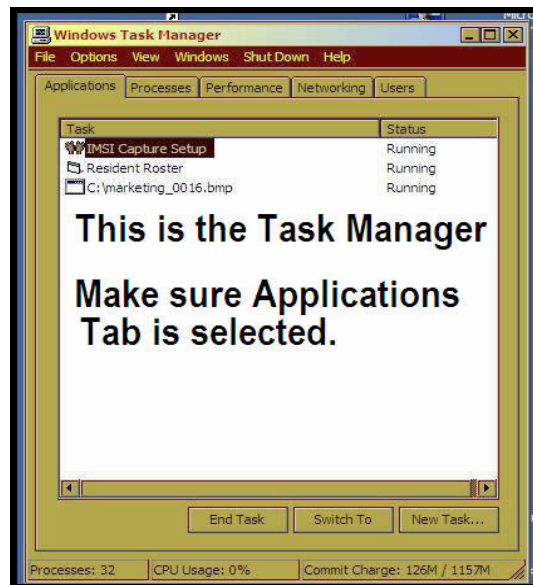 Windows Task Manager
File Options View Windows Shut Down Help
Applications Processes Performance Networking Users
Task Status
IMSI Capture Setup Running
Resident Roster Running
C:\marketing_0016.bmp Running
This is the Task Manager
Make sure Applications
Tab is selected.
End Task Switch To New Task...
Processes: 32 CPU Usage: 0% Commit Charge: 126M / 1157M